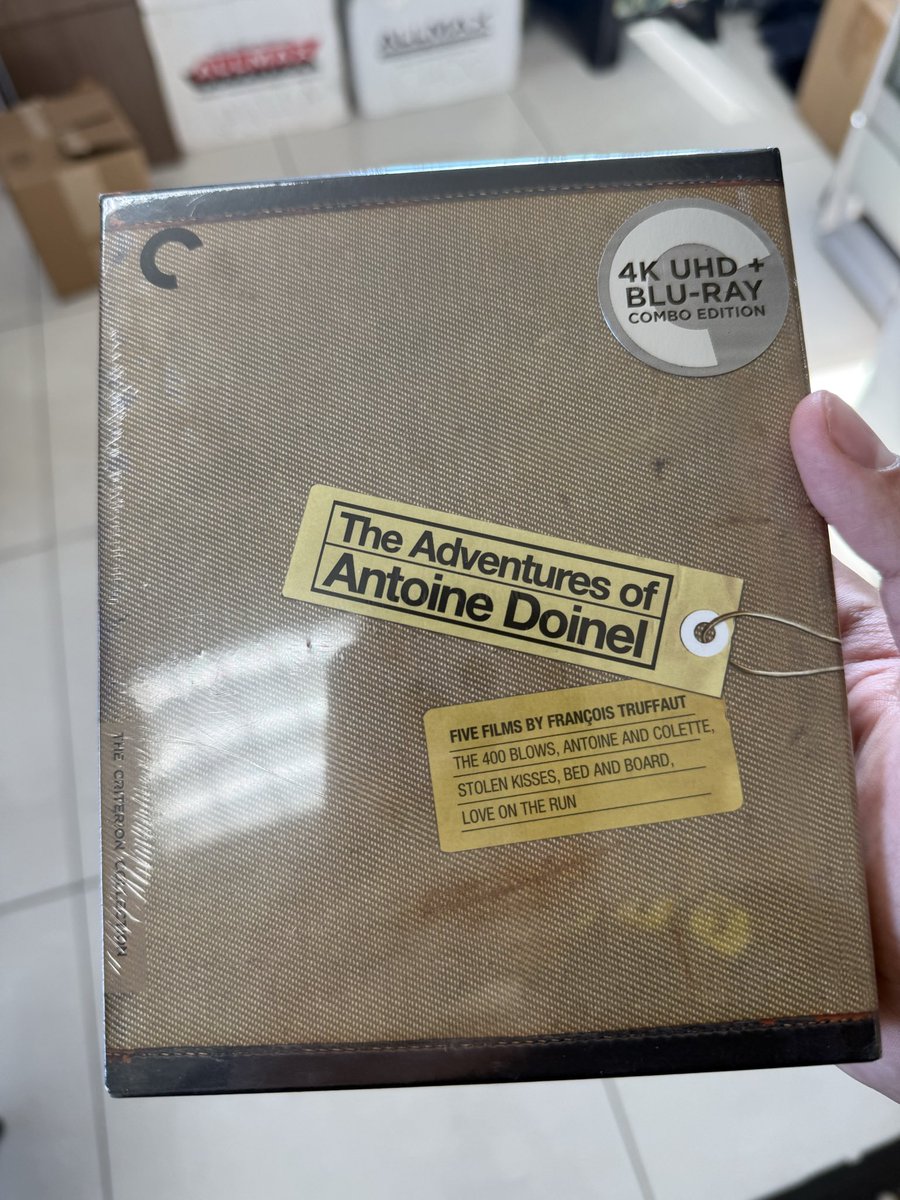 4K UHD +
BLU-RAY
COMBO EDITION
The Adventures of
Antoine Doinel
FIVE FILMS BY FRANÇOIS TRUFFAUT
THE 400 BLOWS, ANTOINE AND COLETTE,
STOLEN KISSES, BED AND BOARD,
LOVE ON THE RUN
THE CRITERION COLLECTION